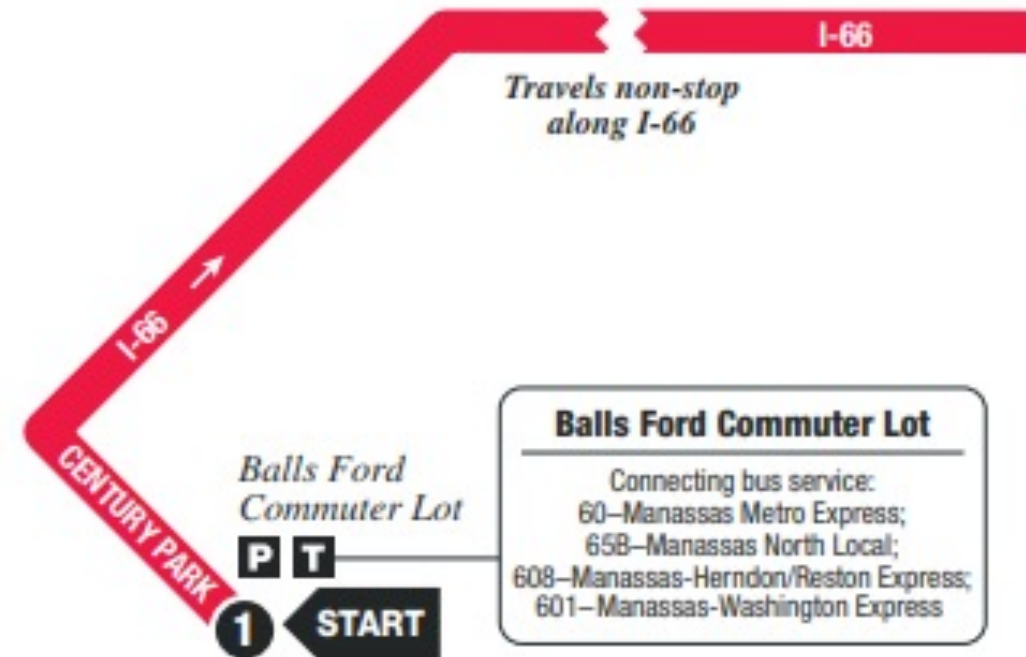 I-66
Travels non-stop
along I-66
I-66
CENTURY PARK
Balls Ford
Commuter Lot
P T
1
START
Balls Ford Commuter Lot
Connecting bus service:
60–Manassas Metro Express;
65B–Manassas North Local;
608–Manassas-Herndon/Reston Express;
601–Manassas-Washington Express